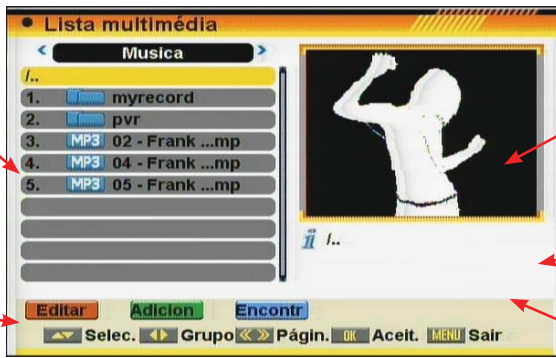 Lista multimédia
Musica
/..
1. myrecord
2. pvr
3. MP3 02 - Frank ...mp
4. MP3 04 - Frank ...mp
5. MP3 05 - Frank ...mp
i /..
Editar Adicion Encontr
Selec. Grupo Págin. OK Aceit. MENU Sair